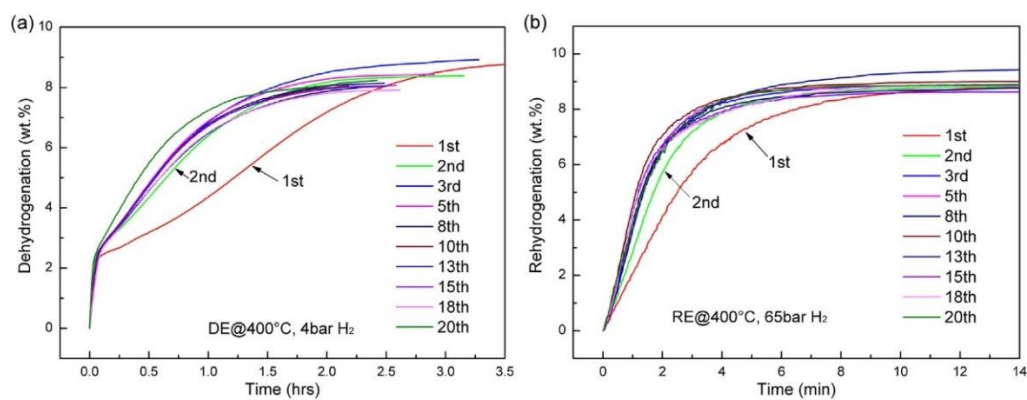 (a)
Dehydrogenation (wt.%)
10
8
6
4
2
0
2nd
1st
1st
2nd
3rd
5th
8th
10th
13th
15th
18th
20th
DE@400°C, 4bar H₂
0.0 0.5 1.0 1.5 2.0 2.5 3.0 3.5
Time (hrs)
(b)
Rehydrogenation (wt.%)
10
8
6
4
2
0
1st
2nd
1st
2nd
3rd
5th
8th
10th
13th
15th
18th
20th
RE@400°C, 65bar H₂
0 2 4 6 8 10 12 14
Time (min)